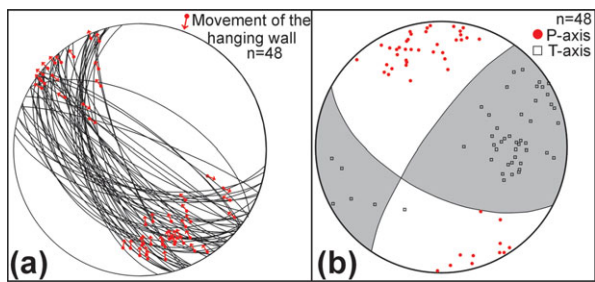 Movement of the
hanging wall
n=48
(a)
n=48
P-axis
T-axis
(b)